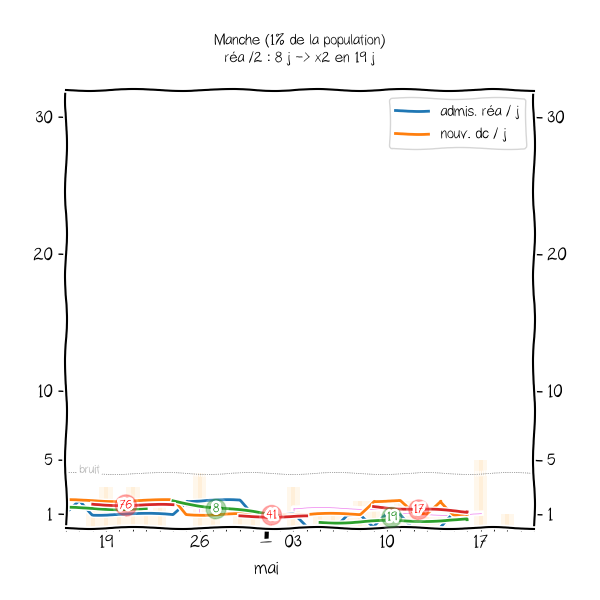 Manche (1% de la population)
réa /2 : 8 j -> x2 en 19 j
admis. réa / j
nouv. dc / j
30 30
20 20
10 10
5 5
bruit
1 1
76 8 41 19 17
19 26 03 10 17
mai